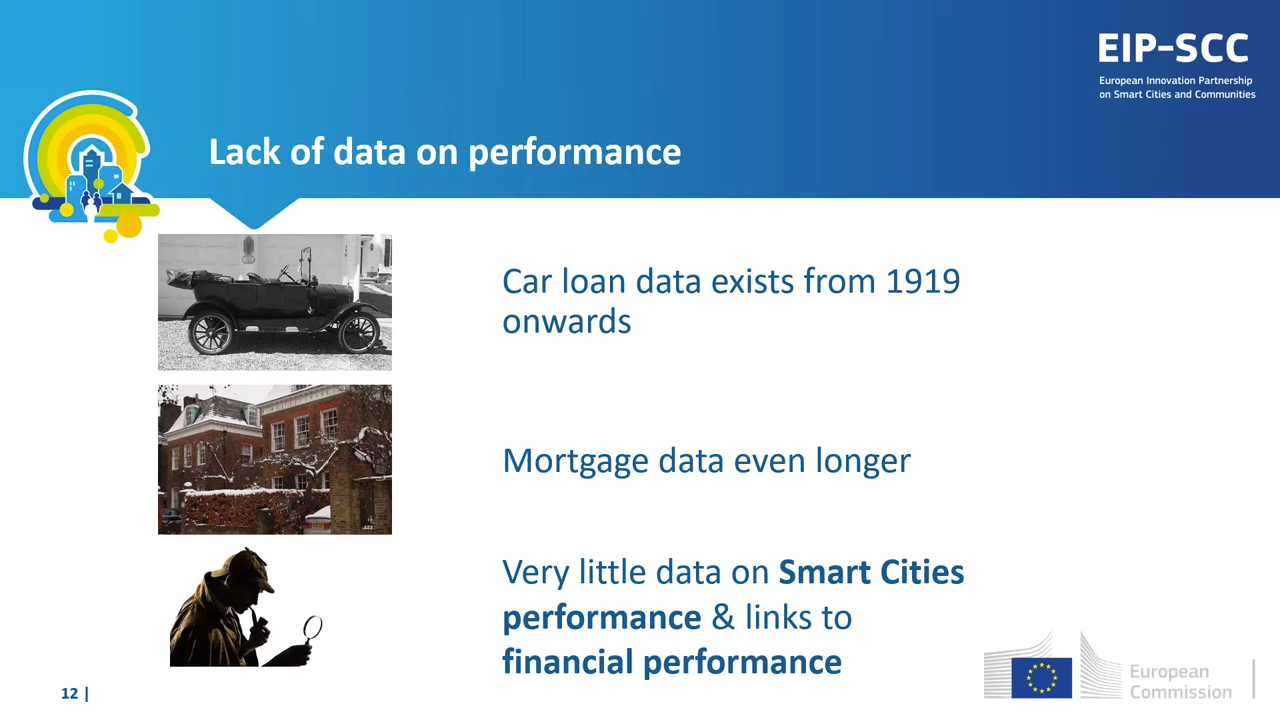 EIP-SCC
European Innovation Partnership
on Smart Cities and Communities
Lack of data on performance
Car loan data exists from 1919
onwards
Mortgage data even longer
Very little data on Smart Cities
performance & links to
financial performance
12 |
European
Commission